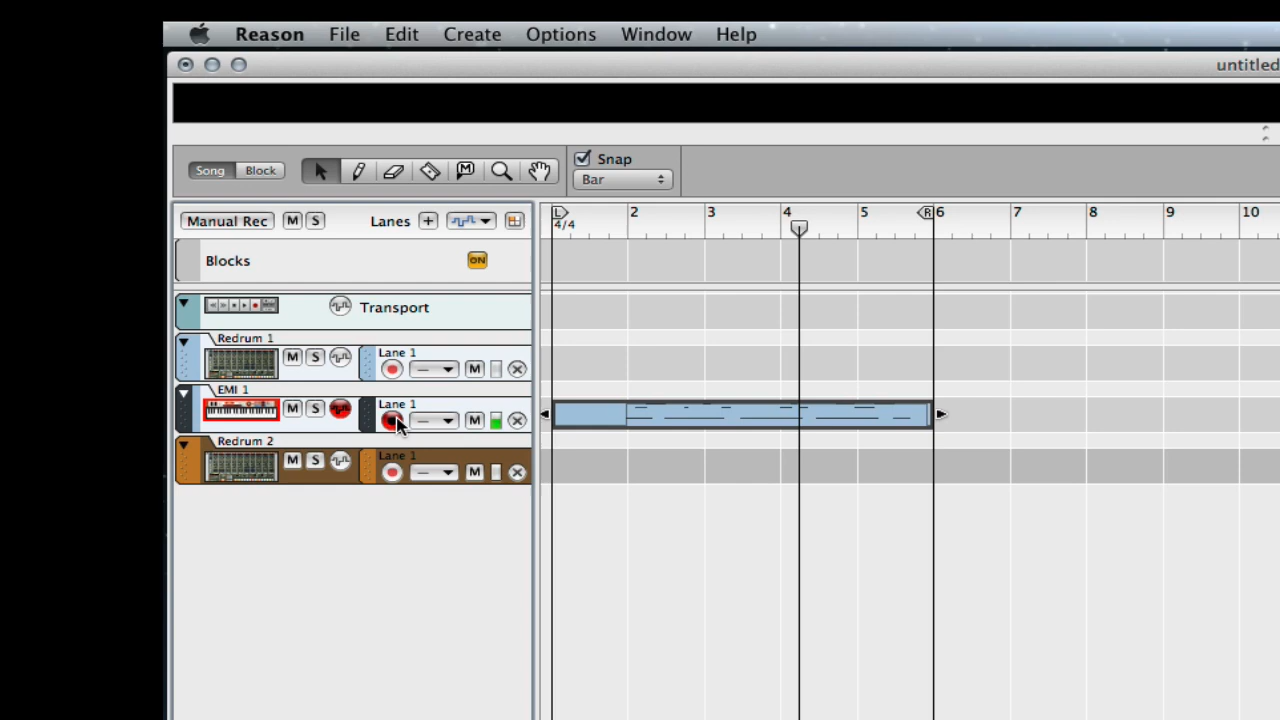 Reason File Edit Create Options Window Help
untitled
Song Block M Snap
Bar
Manual Rec M S Lanes +
L 2 3 4 5 R 6 7 8 9 10
4/4
Blocks ON
Transport
Redrum 1
M S Lane 1
— M
EMI 1
M S Lane 1
— M
Redrum 2
M S Lane 1
— M